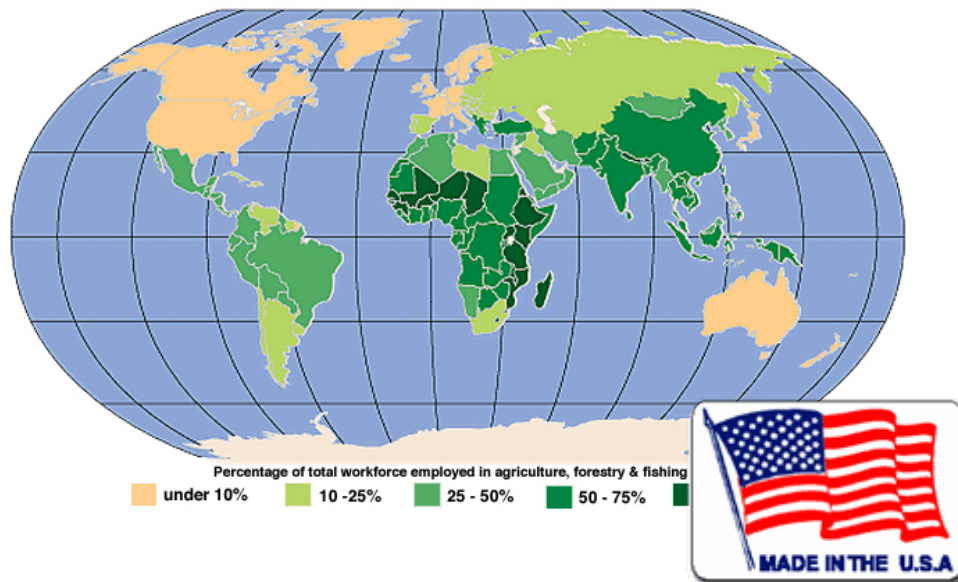 Percentage of total workforce employed in agriculture, forestry & fishing
under 10% 10 -25% 25 - 50% 50 - 75%
MADE IN THE U.S.A